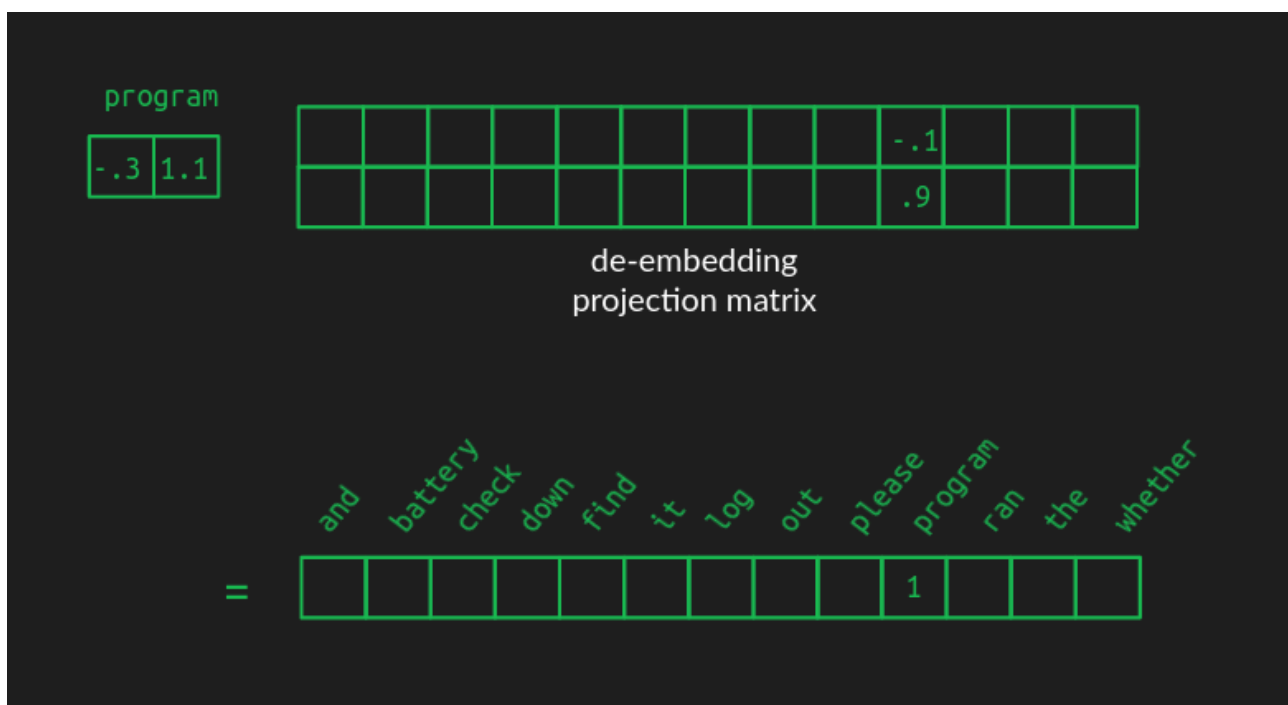 program
-.3 1.1
-.1
.9
de-embedding
projection matrix
and battery check down find it log out please program ran the whether
= 1